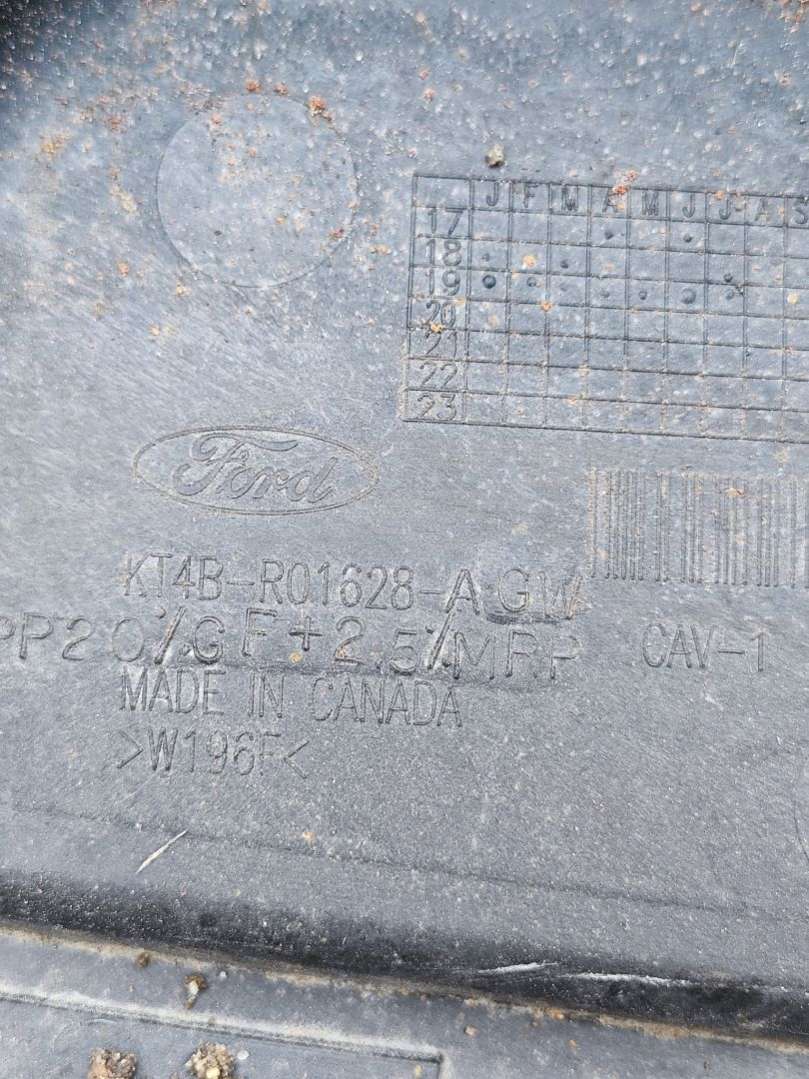 J F M A M J J A S
17
18
19
20
21
22
23
Ford
KT4B-R01628-AGW
PP20%GF+2.5%MRP
CAV-1
MADE IN CANADA
>W196F<